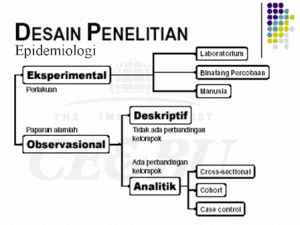 DESAIN PENELITIAN
Epidemiologi
Laboratorium
Eksperimental
Binatang Percobaan
Perlakuan
Manusia
Paparan alamiah
Deskriptif
Observasional
Tidak ada perbandingan
kelompok
Ada perbandingan
kelompok
Analitik
Cross-sectional
Cohort
Case control